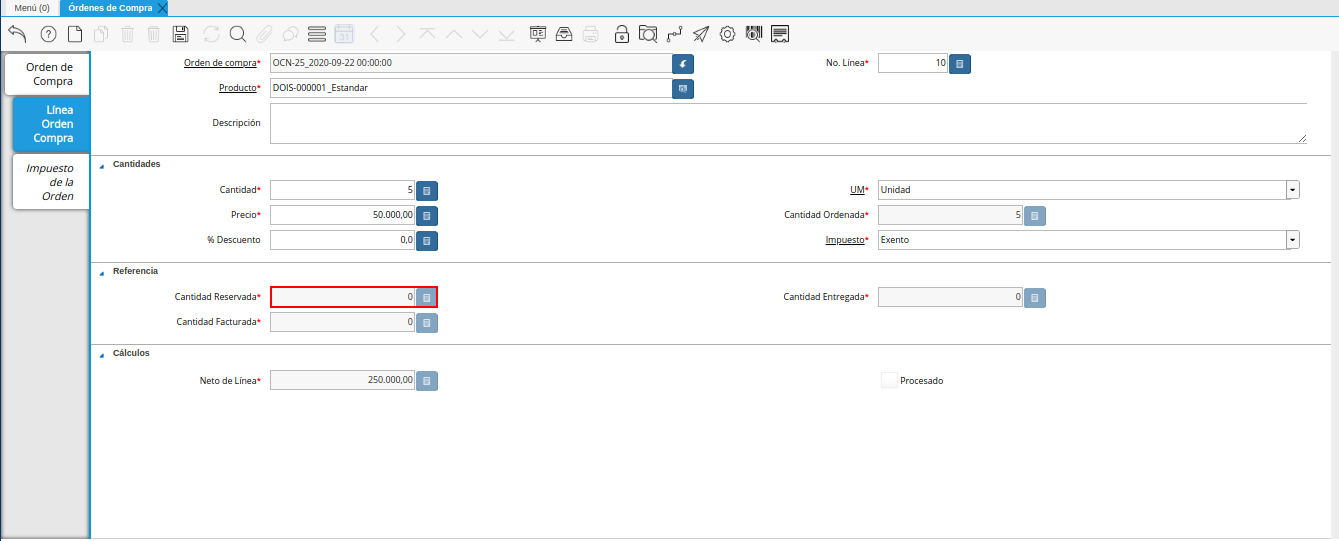 Menú (0)
Órdenes de Compra
31
Orden de
Compra
Línea
Orden
Compra
Impuesto
de la
Orden
Orden de compra* OCN-25_2020-09-22 00:00:00 No. Línea* 10
Producto* DOIS-000001_Estandar
Descripción
Cantidades
Cantidad* 5 UM* Unidad
Precio* 50.000,00 Cantidad Ordenada* 5
% Descuento 0,0 Impuesto* Exento
Referencia
Cantidad Reservada* 0 Cantidad Entregada* 0
Cantidad Facturada* 0
Cálculos
Neto de Línea* 250.000,00 Procesado